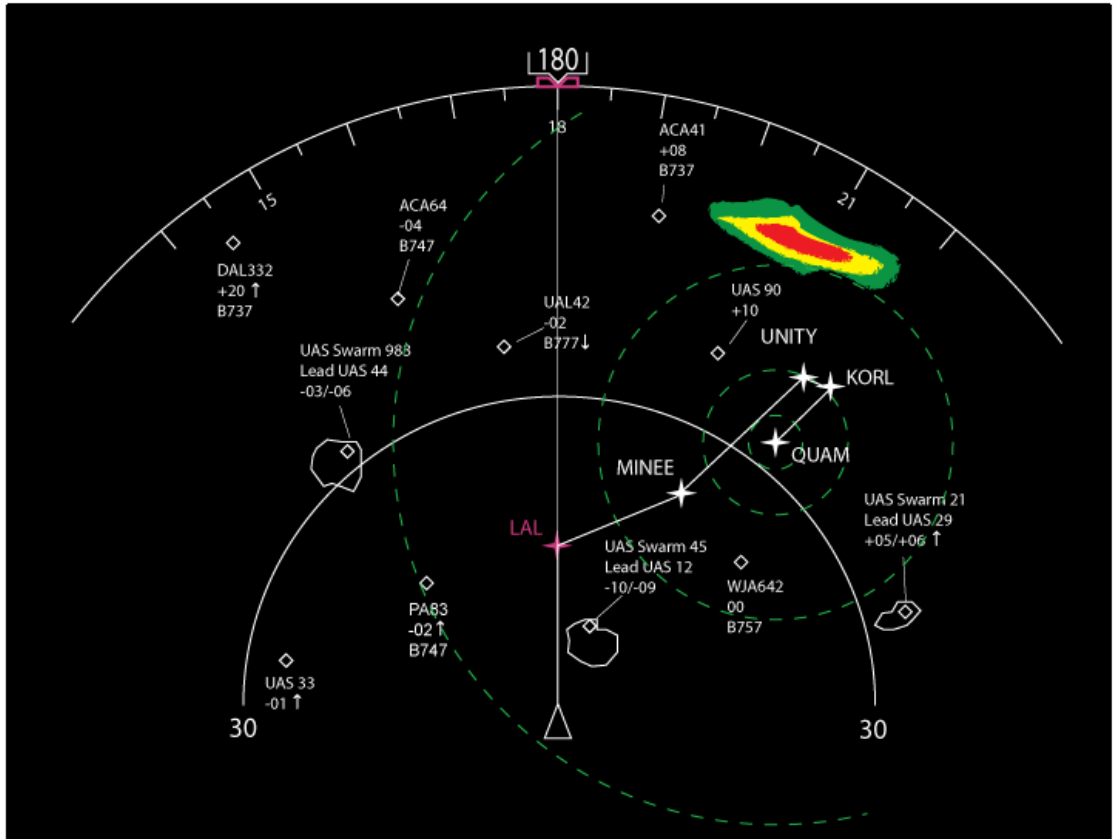 180
18
ACA41
+08
B737
15
21
ACA64
-04
B747
DAL332
+20 ↑
B737
UAL42
-02
B777↓
UAS 90
+10
UNITY
KORL
UAS Swarm 983
Lead UAS 44
-03/-06
QUAM
MINEE
UAS Swarm 21
Lead UAS 29
+05/+06 ↑
LAL
UAS Swarm 45
Lead UAS 12
-10/-09
WJA642
00
B757
PA83
-02↑
B747
UAS 33
-01 ↑
30
30